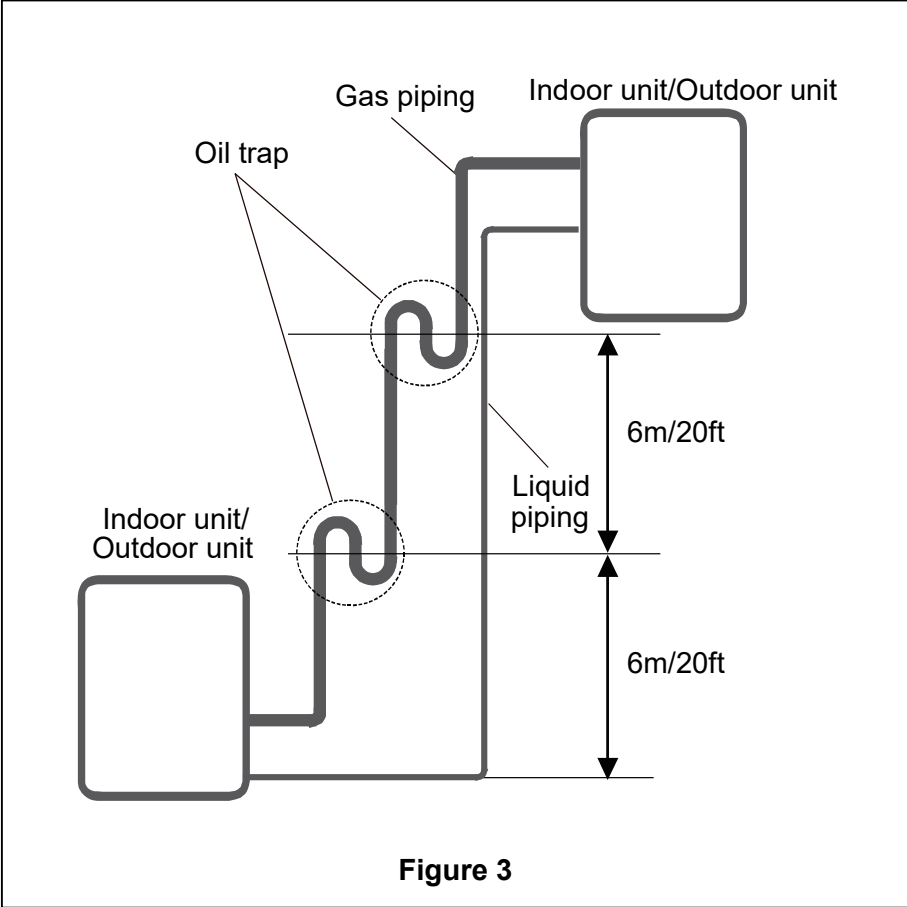 Gas piping
Indoor unit/Outdoor unit
Oil trap
6m/20ft
Liquid
piping
Indoor unit/
Outdoor unit
6m/20ft
Figure 3